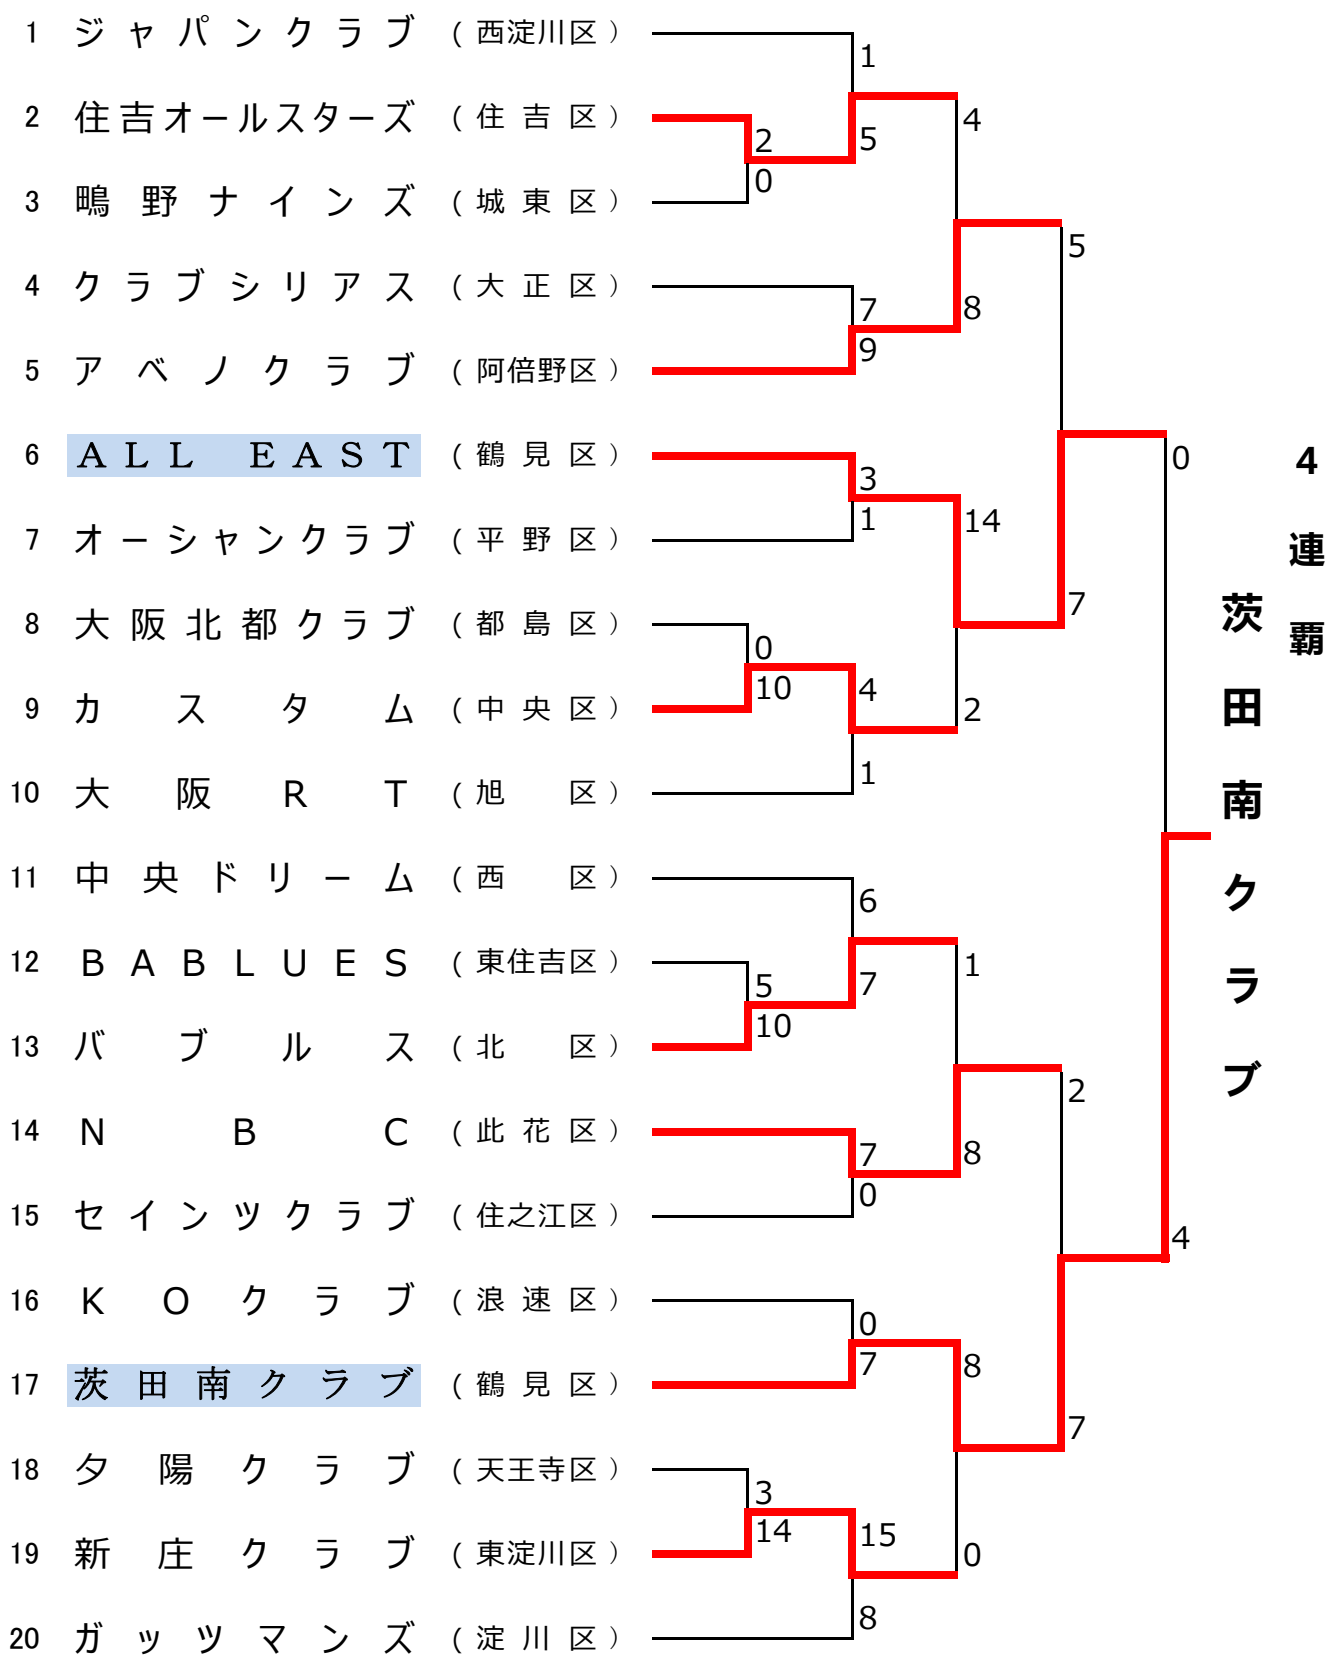 1 ジャパンクラブ (西淀川区)
1
2 住吉オールスターズ (住吉区)
4
2
5
0
3 鴫野ナインズ (城東区)
5
4 クラブシリアス (大正区)
7
8
9
5 アベノクラブ (阿倍野区)
6 ALL EAST (鶴見区)
0
3
1
14
7 オーシャンクラブ (平野区)
7
8 大阪北都クラブ (都島区)
0
10
4
2
9 カスタム (中央区)
1
10 大阪RT (旭区)
11 中央ドリーム (西区)
6
12 BABLUES (東住吉区)
1
5
7
10
13 バブルス (北区)
2
14 NBC (此花区)
7
8
0
15 セインツクラブ (住之江区)
4
16 KOクラブ (浪速区)
0
7
8
17 茨田南クラブ (鶴見区)
7
18 夕陽クラブ (天王寺区)
3
14
15
19 新庄クラブ (東淀川区)
0
8
20 ガッツマンズ (淀川区)
4連覇
茨田南クラブ